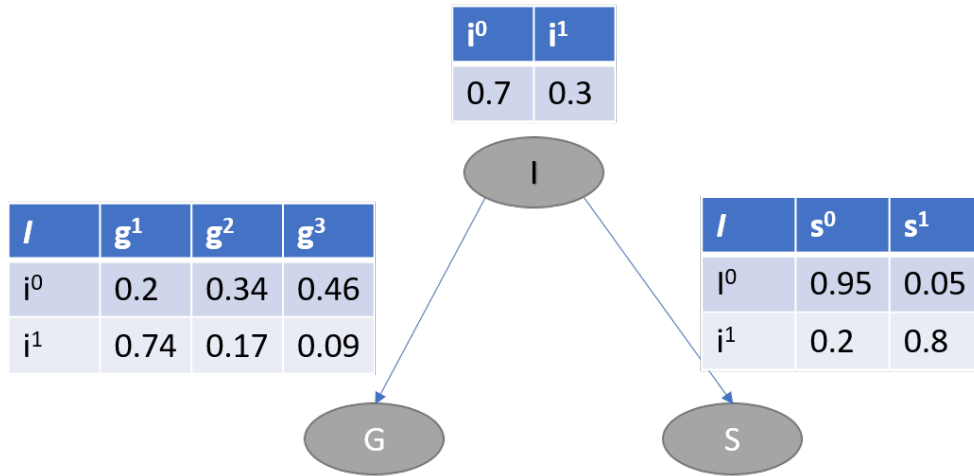 i⁰ i¹
0.7 0.3
I
I g¹ g² g³
i⁰ 0.2 0.34 0.46
i¹ 0.74 0.17 0.09
I s⁰ s¹
I⁰ 0.95 0.05
i¹ 0.2 0.8
G
S